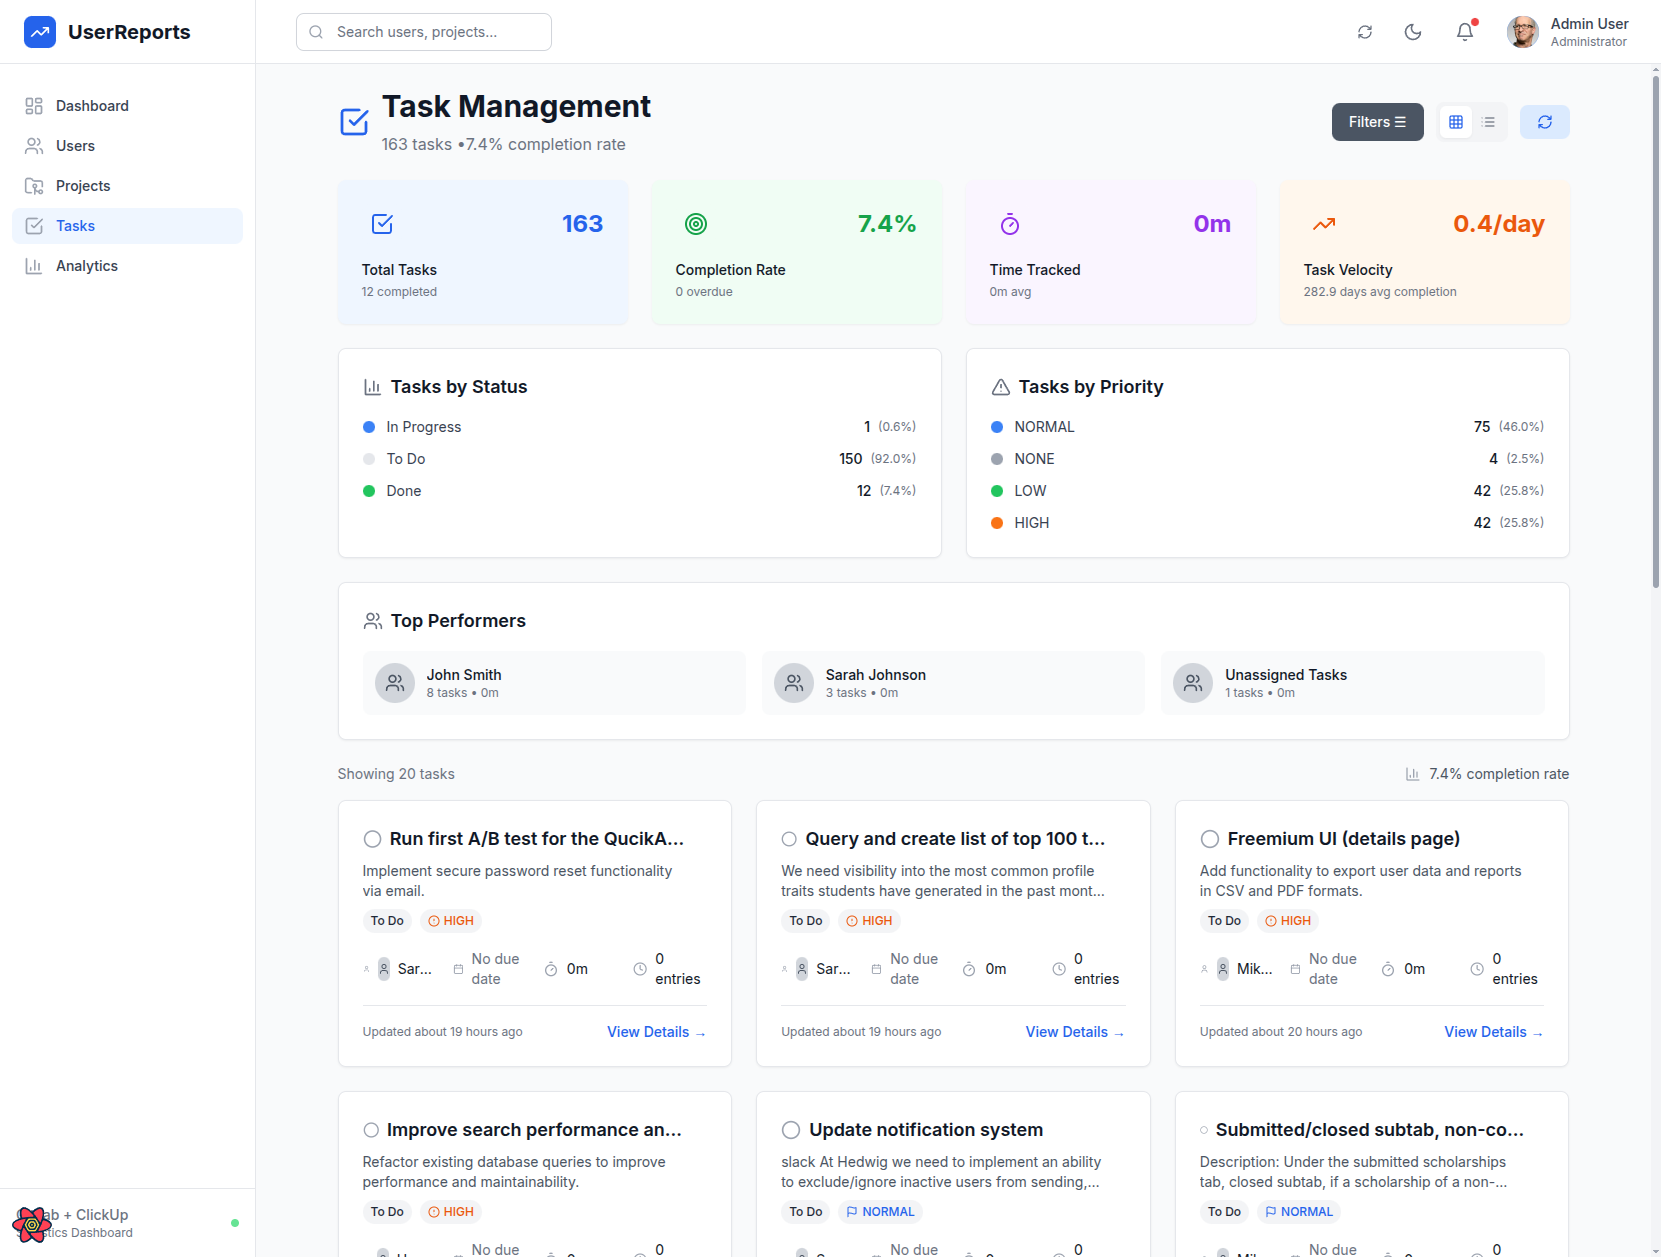 UserReports
Search users, projects...
Admin User
Administrator
Dashboard
Users
Projects
Tasks
Analytics
Task Management
163 tasks •7.4% completion rate
Filters ☰
163
Total Tasks
12 completed
7.4%
Completion Rate
0 overdue
0m
Time Tracked
0m avg
0.4/day
Task Velocity
282.9 days avg completion
Tasks by Status
In Progress 1 (0.6%)
To Do 150 (92.0%)
Done 12 (7.4%)
Tasks by Priority
NORMAL 75 (46.0%)
NONE 4 (2.5%)
LOW 42 (25.8%)
HIGH 42 (25.8%)
Top Performers
John Smith
8 tasks • 0m
Sarah Johnson
3 tasks • 0m
Unassigned Tasks
1 tasks • 0m
Showing 20 tasks
7.4% completion rate
Run first A/B test for the QucikA...
Implement secure password reset functionality
via email.
To Do HIGH
Sar... No due date 0m 0 entries
Updated about 19 hours ago View Details →
Query and create list of top 100 t...
We need visibility into the most common profile
traits students have generated in the past mont...
To Do HIGH
Sar... No due date 0m 0 entries
Updated about 19 hours ago View Details →
Freemium UI (details page)
Add functionality to export user data and reports
in CSV and PDF formats.
To Do HIGH
Mik... No due date 0m 0 entries
Updated about 20 hours ago View Details →
Improve search performance an...
Refactor existing database queries to improve
performance and maintainability.
To Do HIGH
No due 0
Update notification system
slack At Hedwig we need to implement an ability
to exclude/ignore inactive users from sending,...
To Do NORMAL
No due 0
Submitted/closed subtab, non-co...
Description: Under the submitted scholarships
tab, closed subtab, if a scholarship of a non-...
To Do NORMAL
No due 0
+ ClickUp
Dashboard